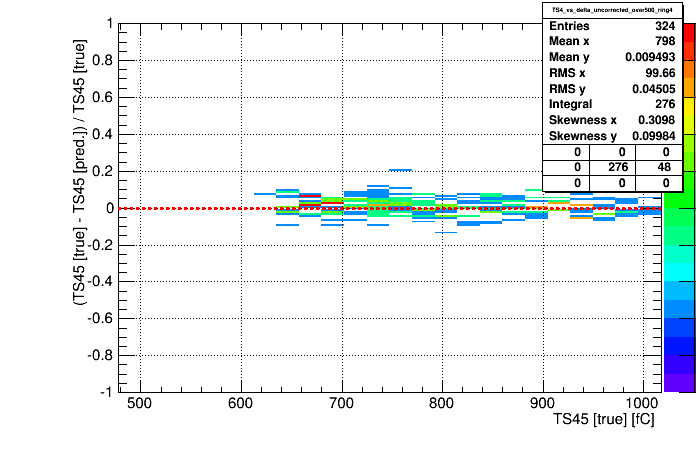 TS4_vs_delta_uncorrected_over500_ring4
Entries 324
Mean x 798
Mean y 0.009493
RMS x 99.66
RMS y 0.04505
Integral 276
Skewness x 0.3098
Skewness y 0.09984
0 0 0
0 276 48
0 0 0
(TS45 [true] - TS45 [pred.]) / TS45 [true]
1
0.8
0.6
0.4
0.2
0
-0.2
-0.4
-0.6
-0.8
-1
500 600 700 800 900 1000
TS45 [true] [fC]